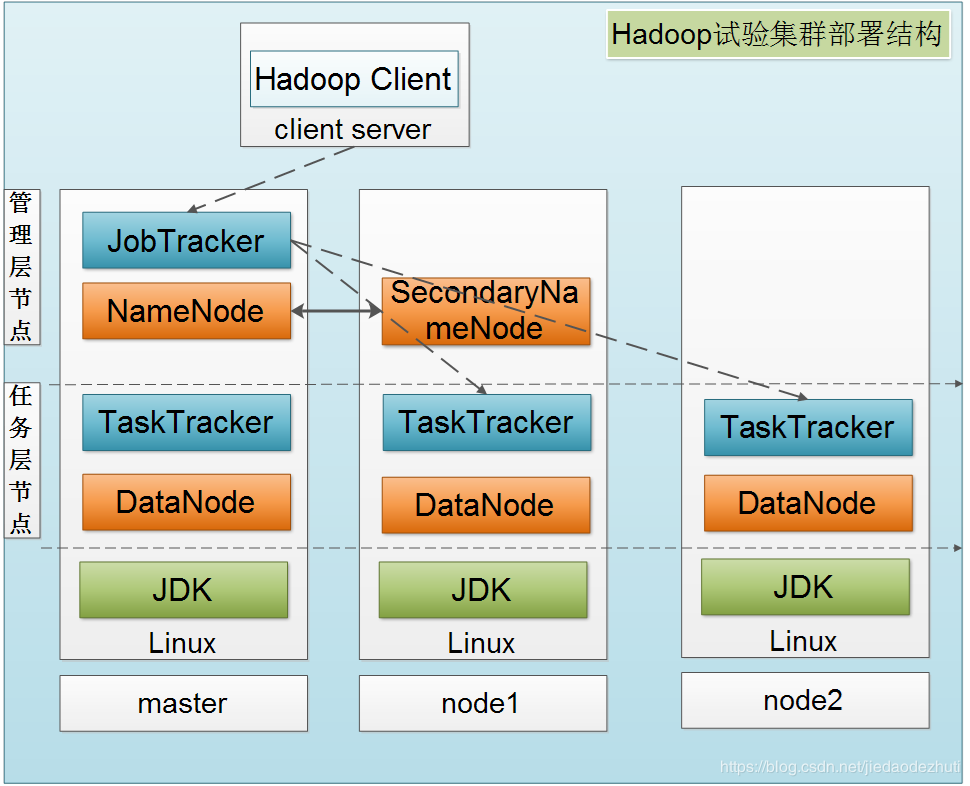 Hadoop试验集群部署结构
Hadoop Client
client server
管
理
层
节
点
JobTracker
NameNode
SecondaryNa
meNode
任
务
层
节
点
TaskTracker
TaskTracker
TaskTracker
DataNode
DataNode
DataNode
JDK
JDK
JDK
Linux
Linux
Linux
master
node1
node2
https://blog.csdn.net/jiedaodezhuti